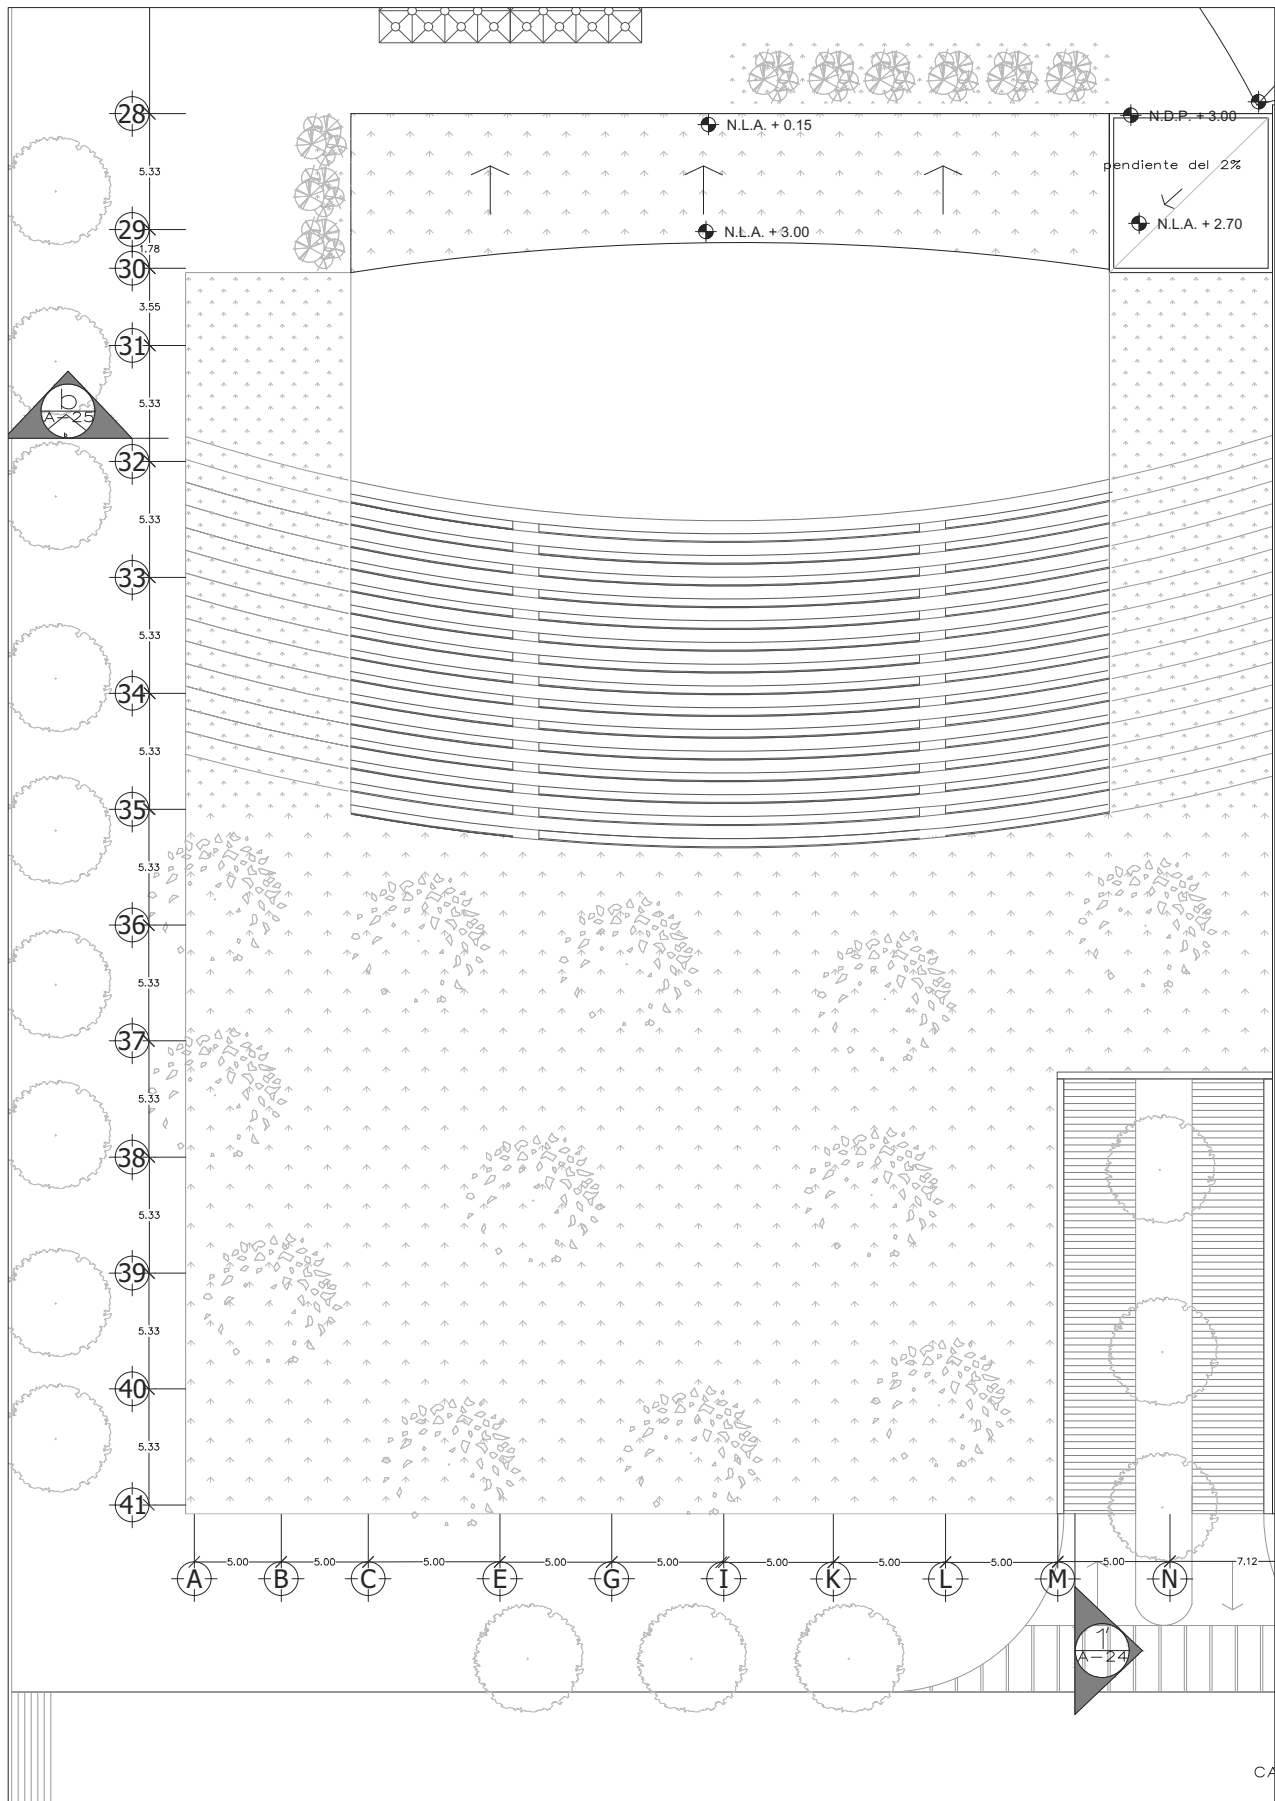 28
N.L.A. + 0.15
N.D.P. + 3.00
5.33
pendiente del 2%
29
N.L.A. + 3.00
N.L.A. + 2.70
1.78
30
3.55
31
5.33
b
A-25
b
32
5.33
33
5.33
34
5.33
35
5.33
36
5.33
37
5.33
38
5.33
39
5.33
40
5.33
41
5.00 5.00 5.00 5.00 5.00 5.00 5.00 5.00 5.00 7.12
A B C E G I K L M N
1'
A-24
CA